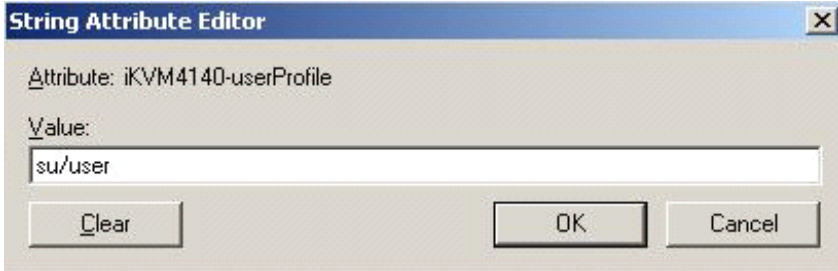 String Attribute Editor
Attribute: iKVM4140-userProfile
Value:
su/user
Clear OK Cancel